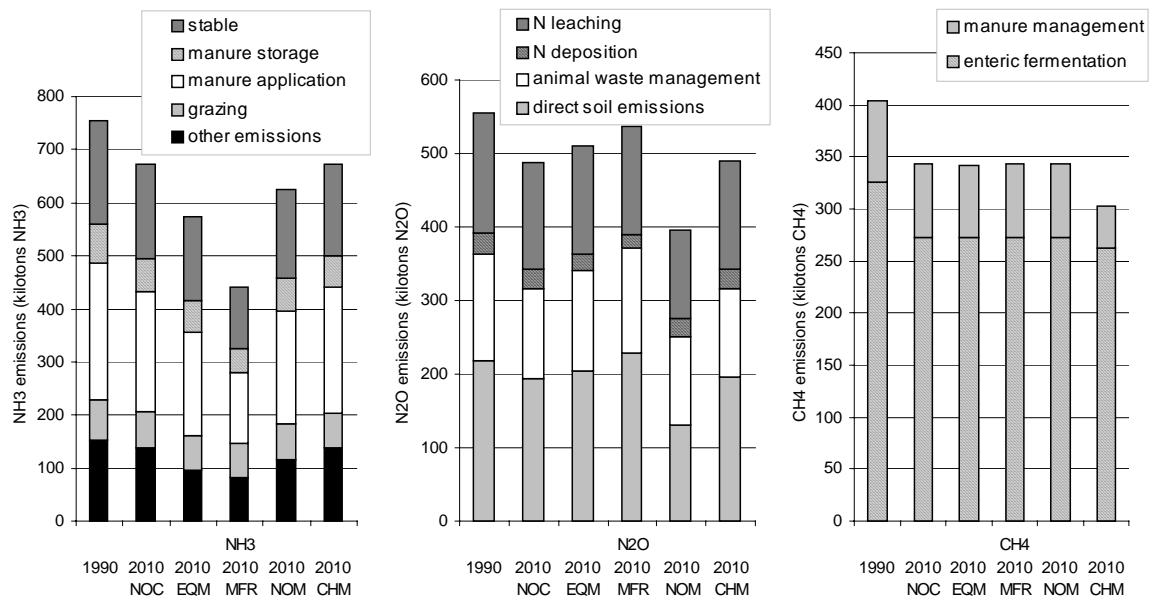 stable
manure storage
manure application
grazing
other emissions
800
700
600
500
400
300
200
100
0
NH3 emissions (kilotons NH3)
NH3
1990 2010 2010 2010 2010 2010
NOC EQM MFR NOM CHM
N leaching
N deposition
animal waste management
direct soil emissions
600
500
400
300
200
100
0
N2O emissions (kilotons N2O)
N2O
1990 2010 2010 2010 2010 2010
NOC EQM MFR NOM CHM
manure management
enteric fermentation
450
400
350
300
250
200
150
100
50
0
CH4 emissions (kilotons CH4)
CH4
1990 2010 2010 2010 2010 2010
NOC EQM MFR NOM CHM